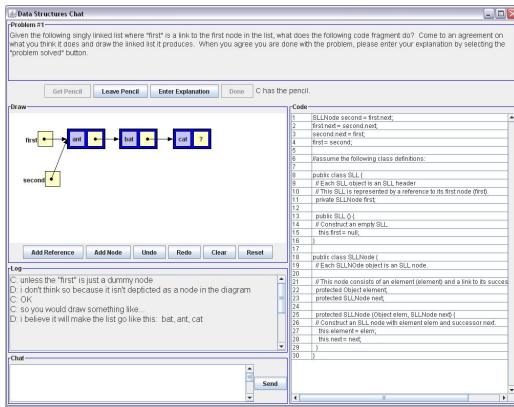 Data Structures Chat
Problem #1
Given the following singly linked list where "first" is a link to the first node in the list, what does the following code fragment do? Come to an agreement on
what you think it does and draw the linked list it produces. When you agree you are done with the problem, please enter your explanation by selecting the
"problem solved" button.
Get Pencil Leave Pencil Enter Explanation Done C has the pencil.
Draw
first ant bat cat ?
second
Add Reference Add Node Undo Redo Clear Reset
Log
C: unless the "first" is just a dummy node
D: i don't think so because it isn't depticted as a node in the diagram
C: OK
C: so you would draw something like...
D: i believe it will make the list go like this: bat, ant, cat
Chat
Send
Code
1 SLLNode second = first.next;
2 first.next = second.next;
3 second.next = first;
4 first = second;
5
6 //assume the following class definitions:
7
8 public class SLL {
9 // Each SLL object is an SLL header
10 // This SLL is represented by a reference to its first node (first).
11 private SLLNode first;
12
13 public SLL () {
14 // Construct an empty SLL.
15 this.first = null;
16 }
17
18 public class SLLNode {
19 // Each SLLNOde object is an SLL node.
20
21 // This node consists of an element (element) and a link to its succes
22 protected Object element;
23 protected SLLNode next;
24
25 protected SLLNode (Object elem, SLLNode next) {
26 // Construct an SLL node with element elem and successor next.
27 this.element = elem;
28 this.next = next;
29 }
30 }